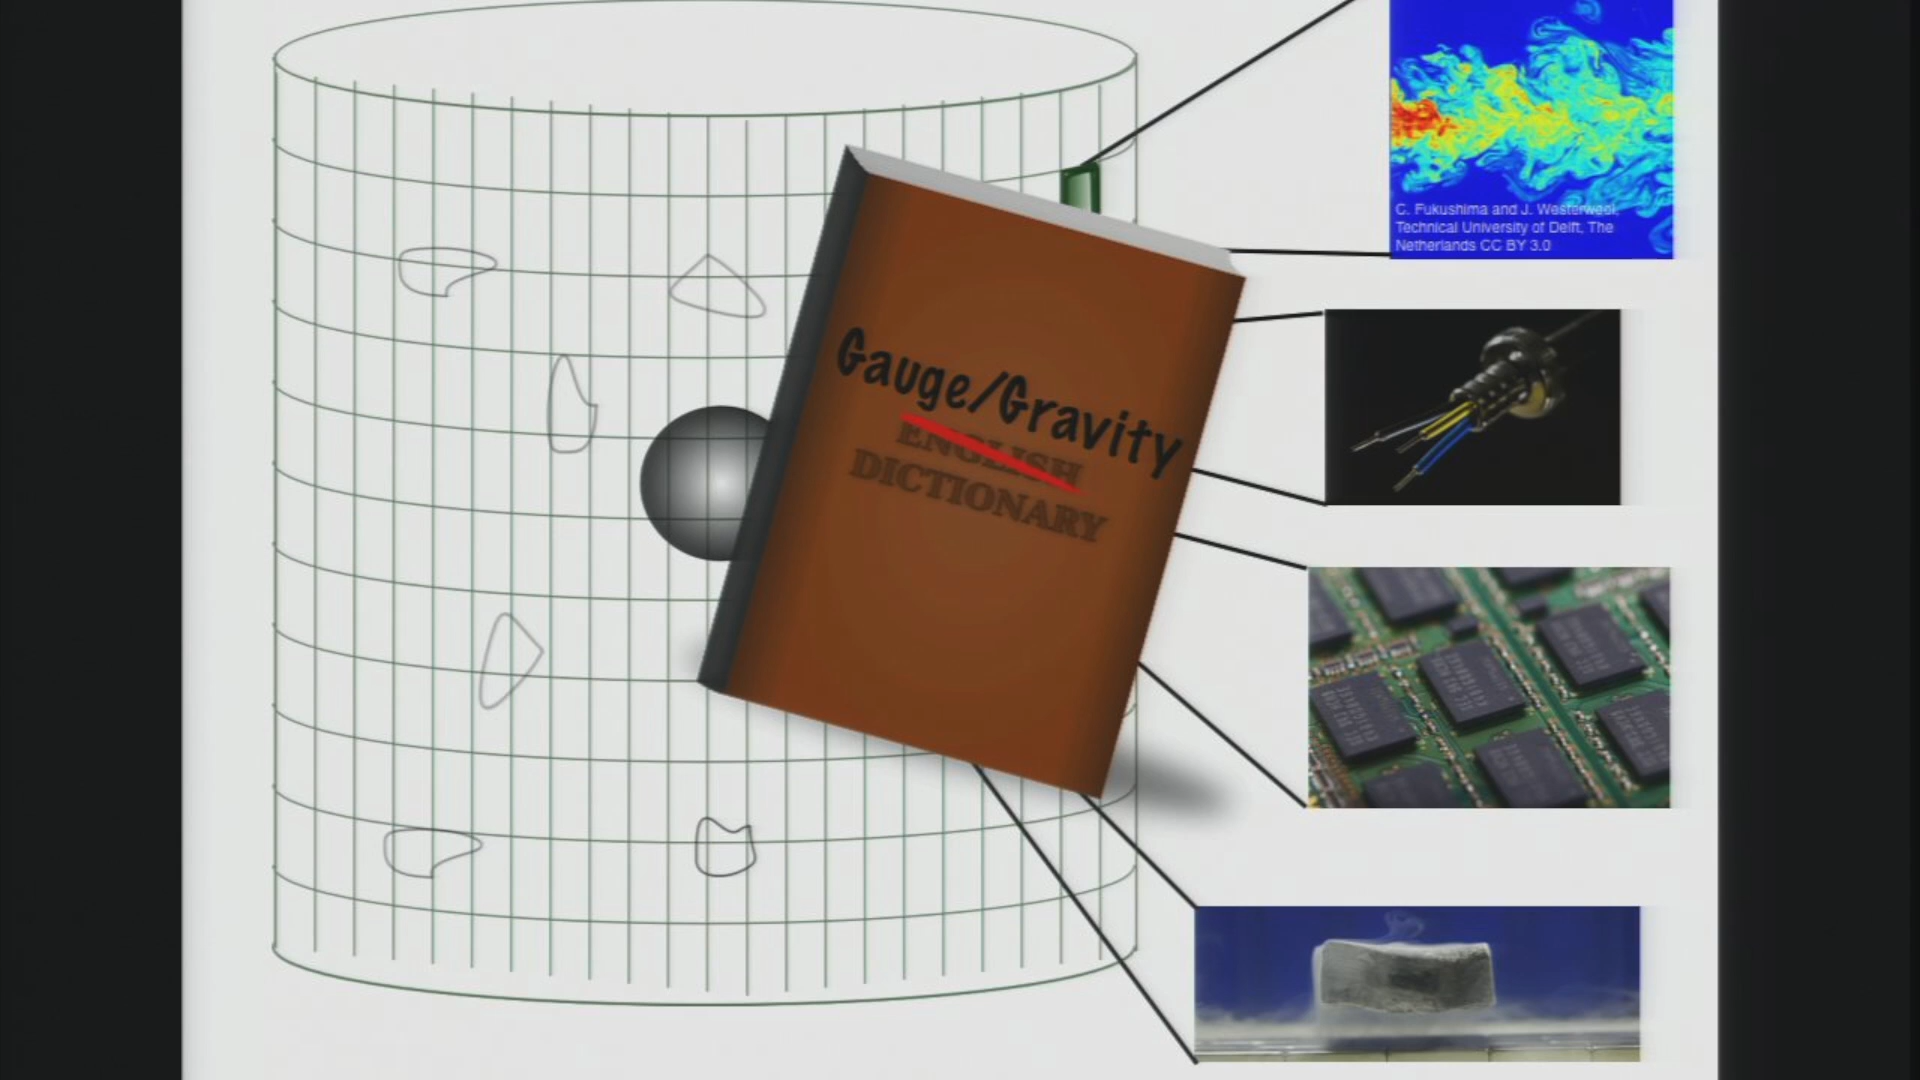 C. Fukushima and J. Westerweel,
Technical University of Delft, The
Netherlands CC BY 3.0
Gauge/Gravity
ENGLISH
DICTIONARY